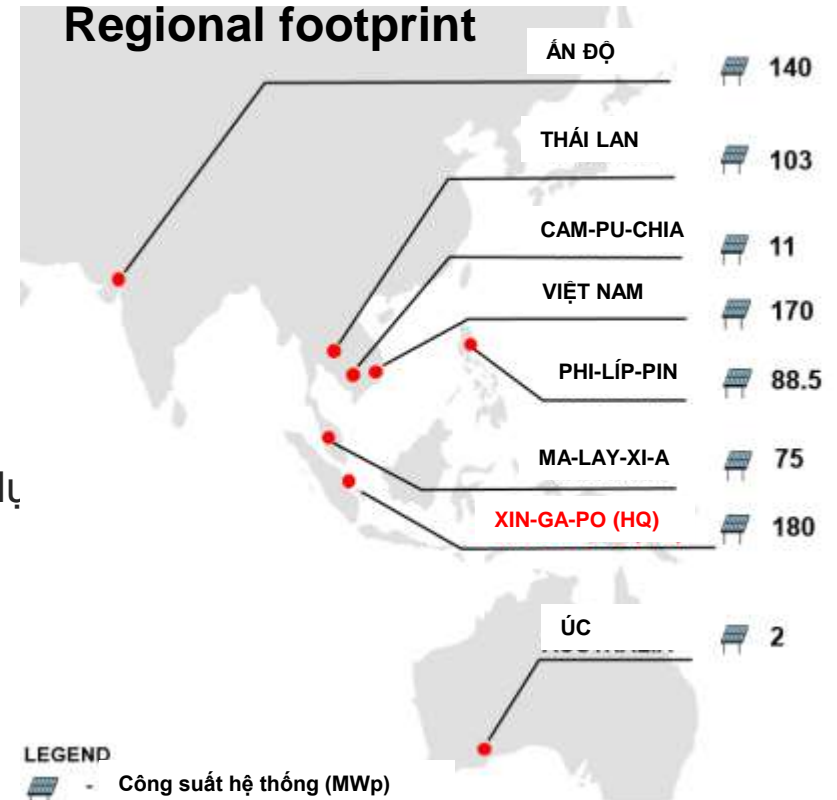 Regional footprint
ẤN ĐỘ 140
THÁI LAN 103
CAM-PU-CHIA 11
VIỆT NAM 170
PHI-LÍP-PIN 88.5
MA-LAY-XI-A 75
XIN-GA-PO (HQ) 180
ÚC 2
LEGEND
- Công suất hệ thống (MWp)